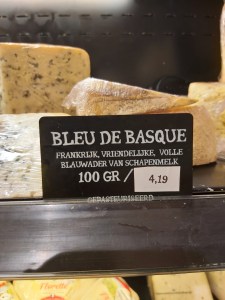 BLEU DE BASQUE
FRANKRIJK, VRIENDELIJKE, VOLLE
BLAUWADER VAN SCHAPENMELK
100 GR / 4,19
GEPASTEURISEERD